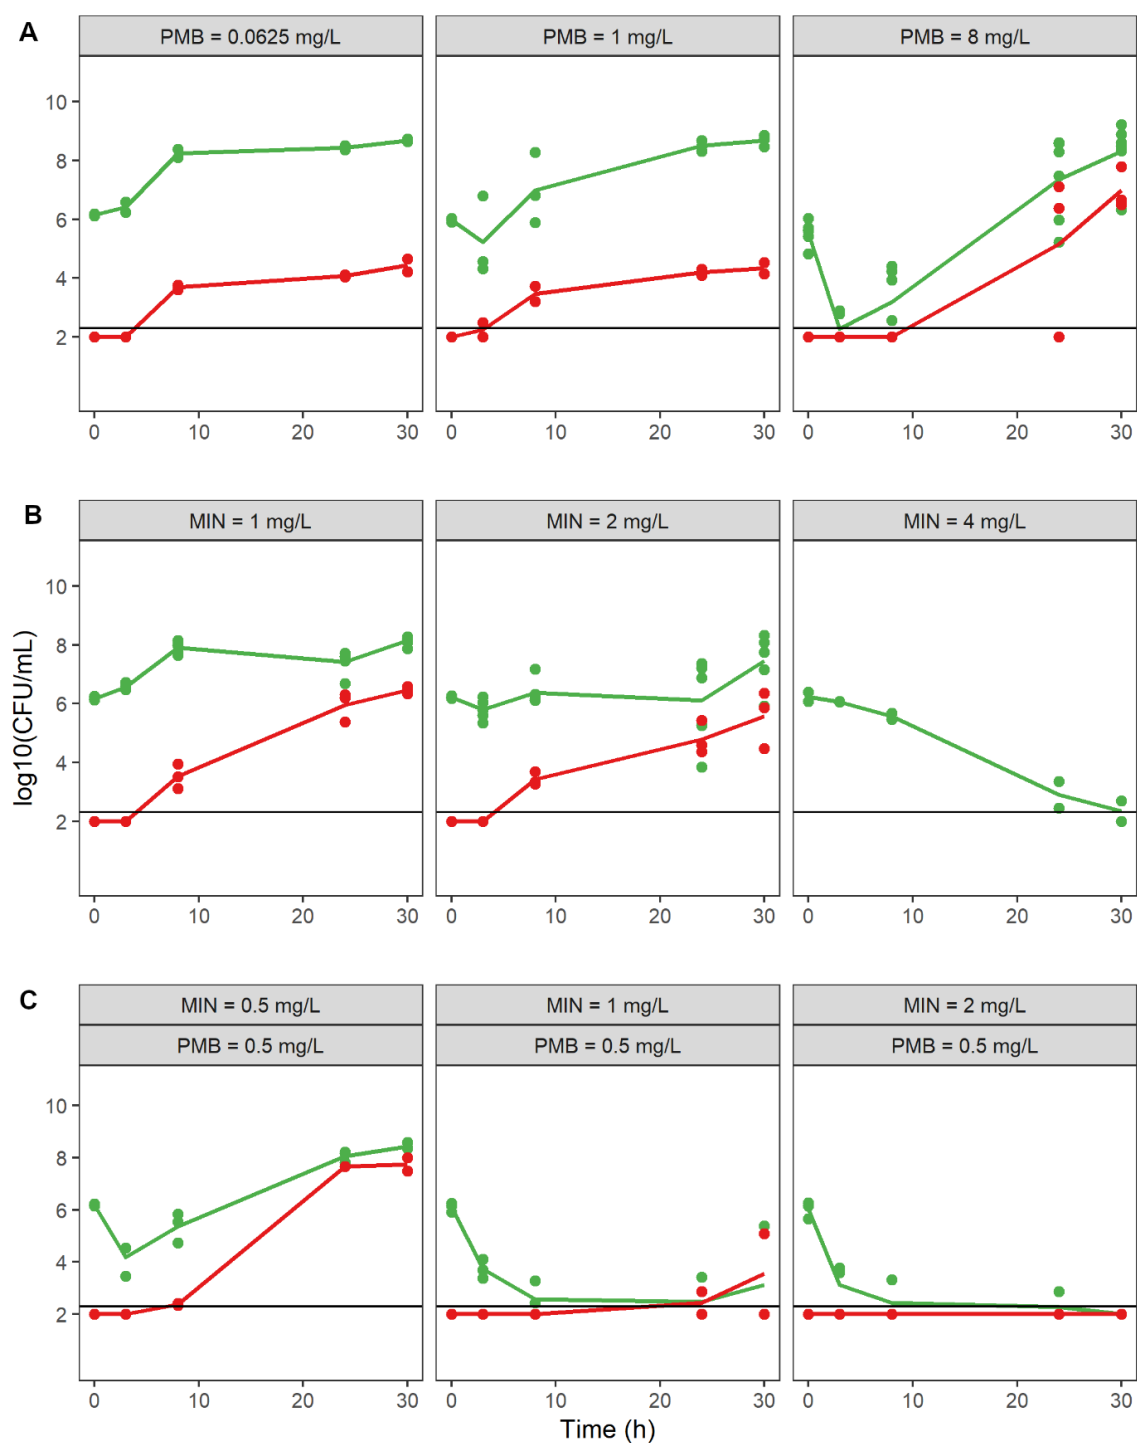 A
PMB = 0.0625 mg/L
PMB = 1 mg/L
PMB = 8 mg/L
10
8
6
4
2
0 10 20 30
0 10 20 30
0 10 20 30
B
MIN = 1 mg/L
MIN = 2 mg/L
MIN = 4 mg/L
log10(CFU/mL)
10
8
6
4
2
0 10 20 30
0 10 20 30
0 10 20 30
C
MIN = 0.5 mg/L
MIN = 1 mg/L
MIN = 2 mg/L
PMB = 0.5 mg/L
PMB = 0.5 mg/L
PMB = 0.5 mg/L
10
8
6
4
2
0 10 20 30
0 10 20 30
0 10 20 30
Time (h)